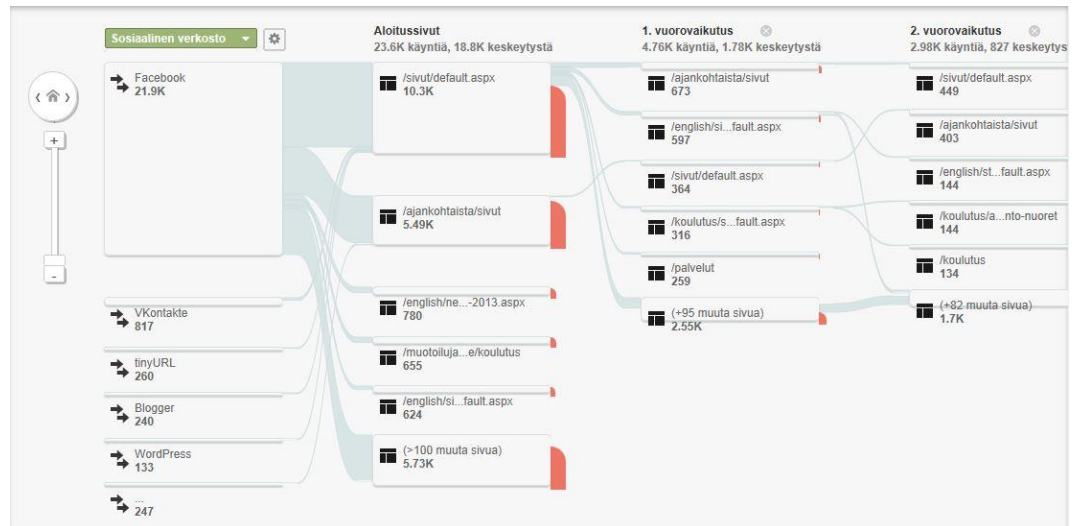 Sosiaalinen verkosto
Facebook
21.9K
VKontakte
817
tinyURL
260
Blogger
240
WordPress
133
...
247
Aloitussivut
23.6K käyntiä, 18.8K keskeytystä
/sivut/default.aspx
10.3K
/ajankohtaista/sivut
5.49K
/english/ne...-2013.aspx
780
/muotoiluja...e/koulutus
655
/english/si...fault.aspx
624
(>100 muuta sivua)
5.73K
1. vuorovaikutus
4.76K käyntiä, 1.78K keskeytystä
/ajankohtaista/sivut
673
/english/si...fault.aspx
597
/sivut/default.aspx
364
/koulutus/s...fault.aspx
316
/palvelut
259
(+95 muuta sivua)
2.55K
2. vuorovaikutus
2.98K käyntiä, 827 keskeytys
/sivut/default.aspx
449
/ajankohtaista/sivut
403
/english/st...fault.aspx
144
/koulutus/a...nto-nuoret
144
/koulutus
134
(+82 muuta sivua)
1.7K